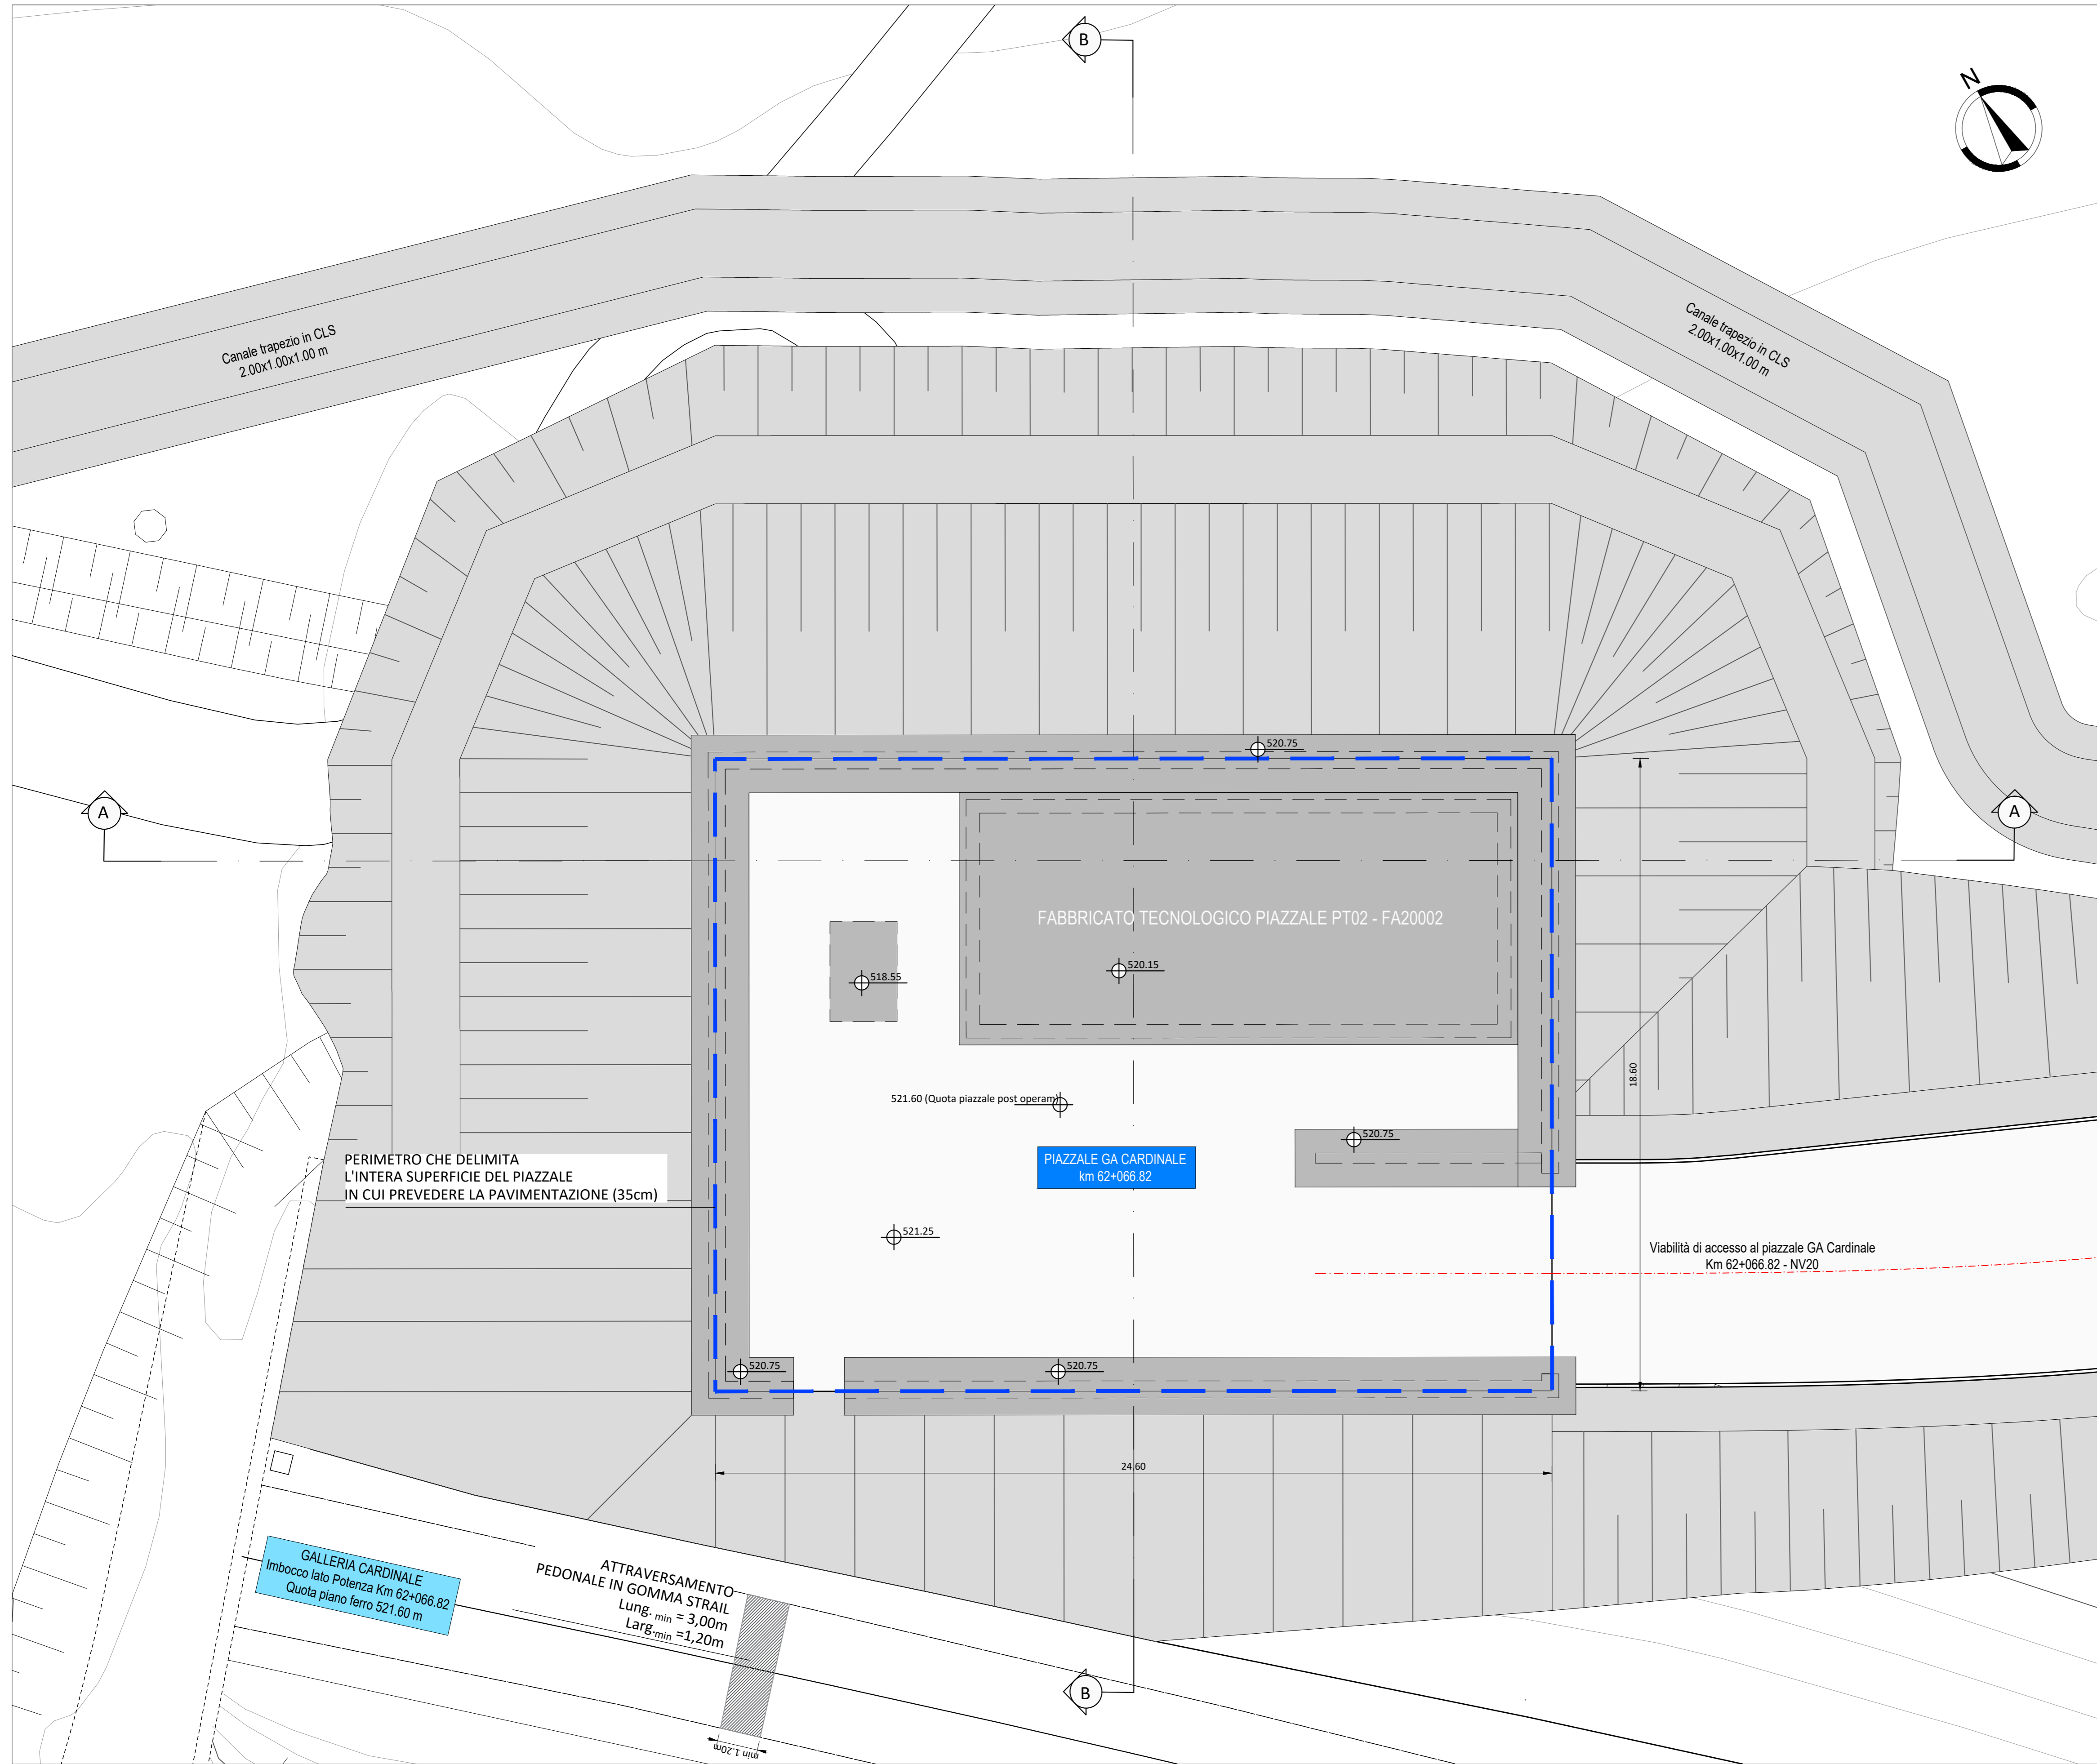 B
N
Canale trapezio in CLS
2.00x1.00x1.00 m
Canale trapezio in CLS
2.00x1.00x1.00 m
520.75
A
A
FABBRICATO TECNOLOGICO PIAZZALE PT02 - FA20002
518.55
520.15
18.60
521.60 (Quota piazzale post operam)
520.75
PERIMETRO CHE DELIMITA
L'INTERA SUPERFICIE DEL PIAZZALE
IN CUI PREVEDERE LA PAVIMENTAZIONE (35cm)
PIAZZALE GA CARDINALE
km 62+066.82
521.25
Viabilità di accesso al piazzale GA Cardinale
Km 62+066.82 - NV20
520.75
520.75
24.60
GALLERIA CARDINALE
Imbocco lato Potenza Km 62+066.82
Quota piano ferro 521.60 m
ATTRAVERSAMENTO
PEDONALE IN GOMMA STRAIL
Lung. min = 3,00m
Larg.min =1,20m
B
min 1.20m